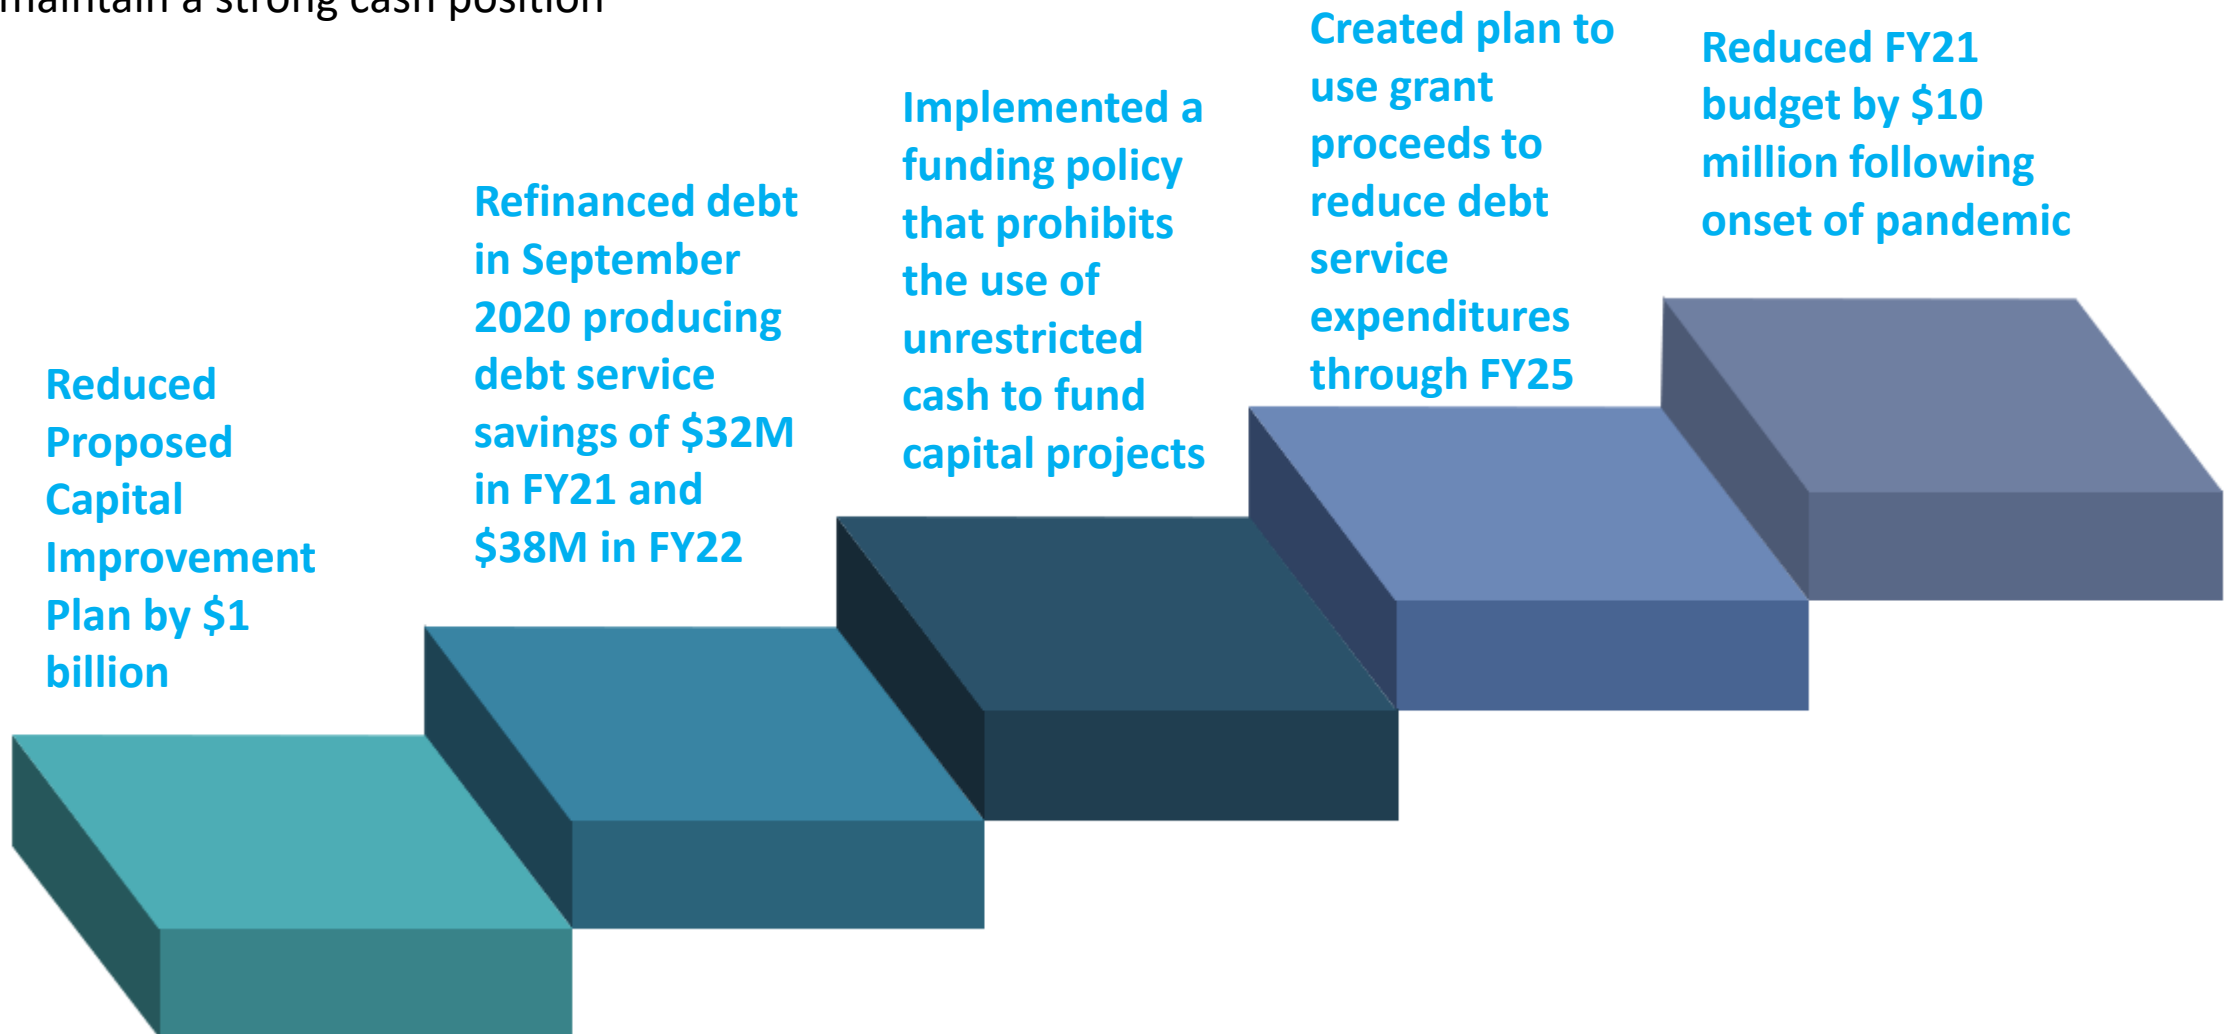 maintain a strong cash position
Reduced
Proposed
Capital
Improvement
Plan by $1
billion
Refinanced debt
in September
2020 producing
debt service
savings of $32M
in FY21 and
$38M in FY22
Implemented a
funding policy
that prohibits
the use of
unrestricted
cash to fund
capital projects
Created plan to
use grant
proceeds to
reduce debt
service
expenditures
through FY25
Reduced FY21
budget by $10
million following
onset of pandemic